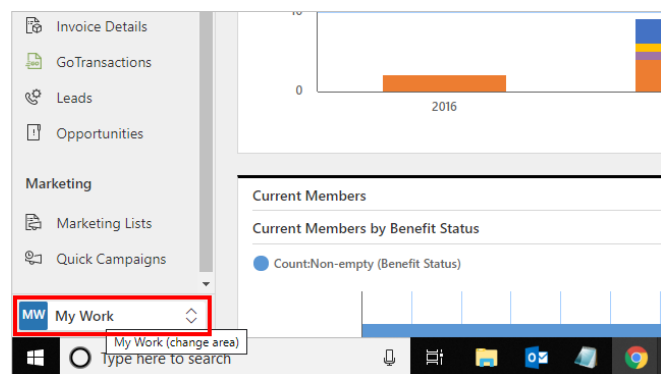 Invoice Details
GoTransactions
Leads
Opportunities
Marketing
Marketing Lists
Quick Campaigns
MW My Work
My Work (change area)
Type here to search
0
2016
Current Members
Current Members by Benefit Status
Count:Non-empty (Benefit Status)